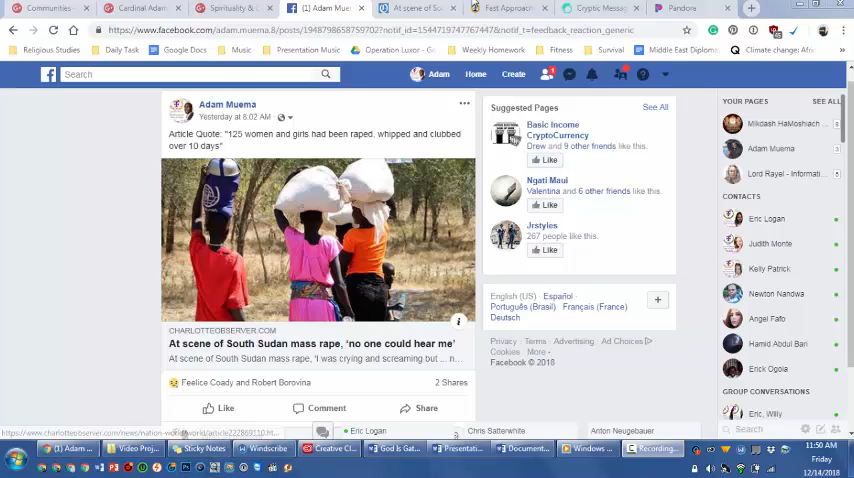 Communities -
Cardinal Adam
Spirituality & L
(1) Adam Mue
At scene of Sou
Fast Approachin
Cryptic Messag
Pandore
https://www.facebook.com/adam.muema.8/posts/1948798658759702?notif_id=1544719747767447&notif_t=feedback_reaction_generic
Religious Studies
Daily Task
Google Docs
Music
Presentation Music
Operation Luxor - G
Weekly Homework
Fitness
Survival
Middle East Diplom
Climate change: Afr
Search
Adam
Home
Create
Adam Muema
Yesterday at 8:02 AM
Article Quote: "125 women and girls had been raped, whipped and clubbed
over 10 days"
CHARLOTTEOBSERVER.COM
At scene of South Sudan mass rape, 'no one could hear me'
At scene of South Sudan mass rape, 'I was crying and screaming but ... n...
Feelice Coady and Robert Borovina
2 Shares
Like
Comment
Share
Suggested Pages
See All
Basic Income
CryptoCurrency
Drew and 9 other friends like this.
Like
Ngati Maui
Valentina and 6 other friends like this.
Like
Jrstyles
267 people like this.
Like
English (US) · Español ·
Português (Brasil) · Français (France) ·
Deutsch
Privacy · Terms · Advertising · Ad Choices
Cookies · More
Facebook © 2018
YOUR PAGES
SEE ALL
Mikdash HaMoshiach ...
8
Adam Muema
3
Lord Rayel - Informati...
CONTACTS
Eric Logan
Judith Monte
Kelly Patrick
Newton Nandwa
Angel Fafo
Hamid Abdul Bari
Erick Ogola
GROUP CONVERSATIONS
Eric, Willy
Search
Eric Logan
Chris Satterwhite
Anton Neugebauer
(1) Adam ...
Video Proj...
Sticky Notes
Windscribe
Creative Cl...
God Is Gat...
Presentati...
Document...
Windows ...
Recording...
11:50 AM
Friday
12/14/2018